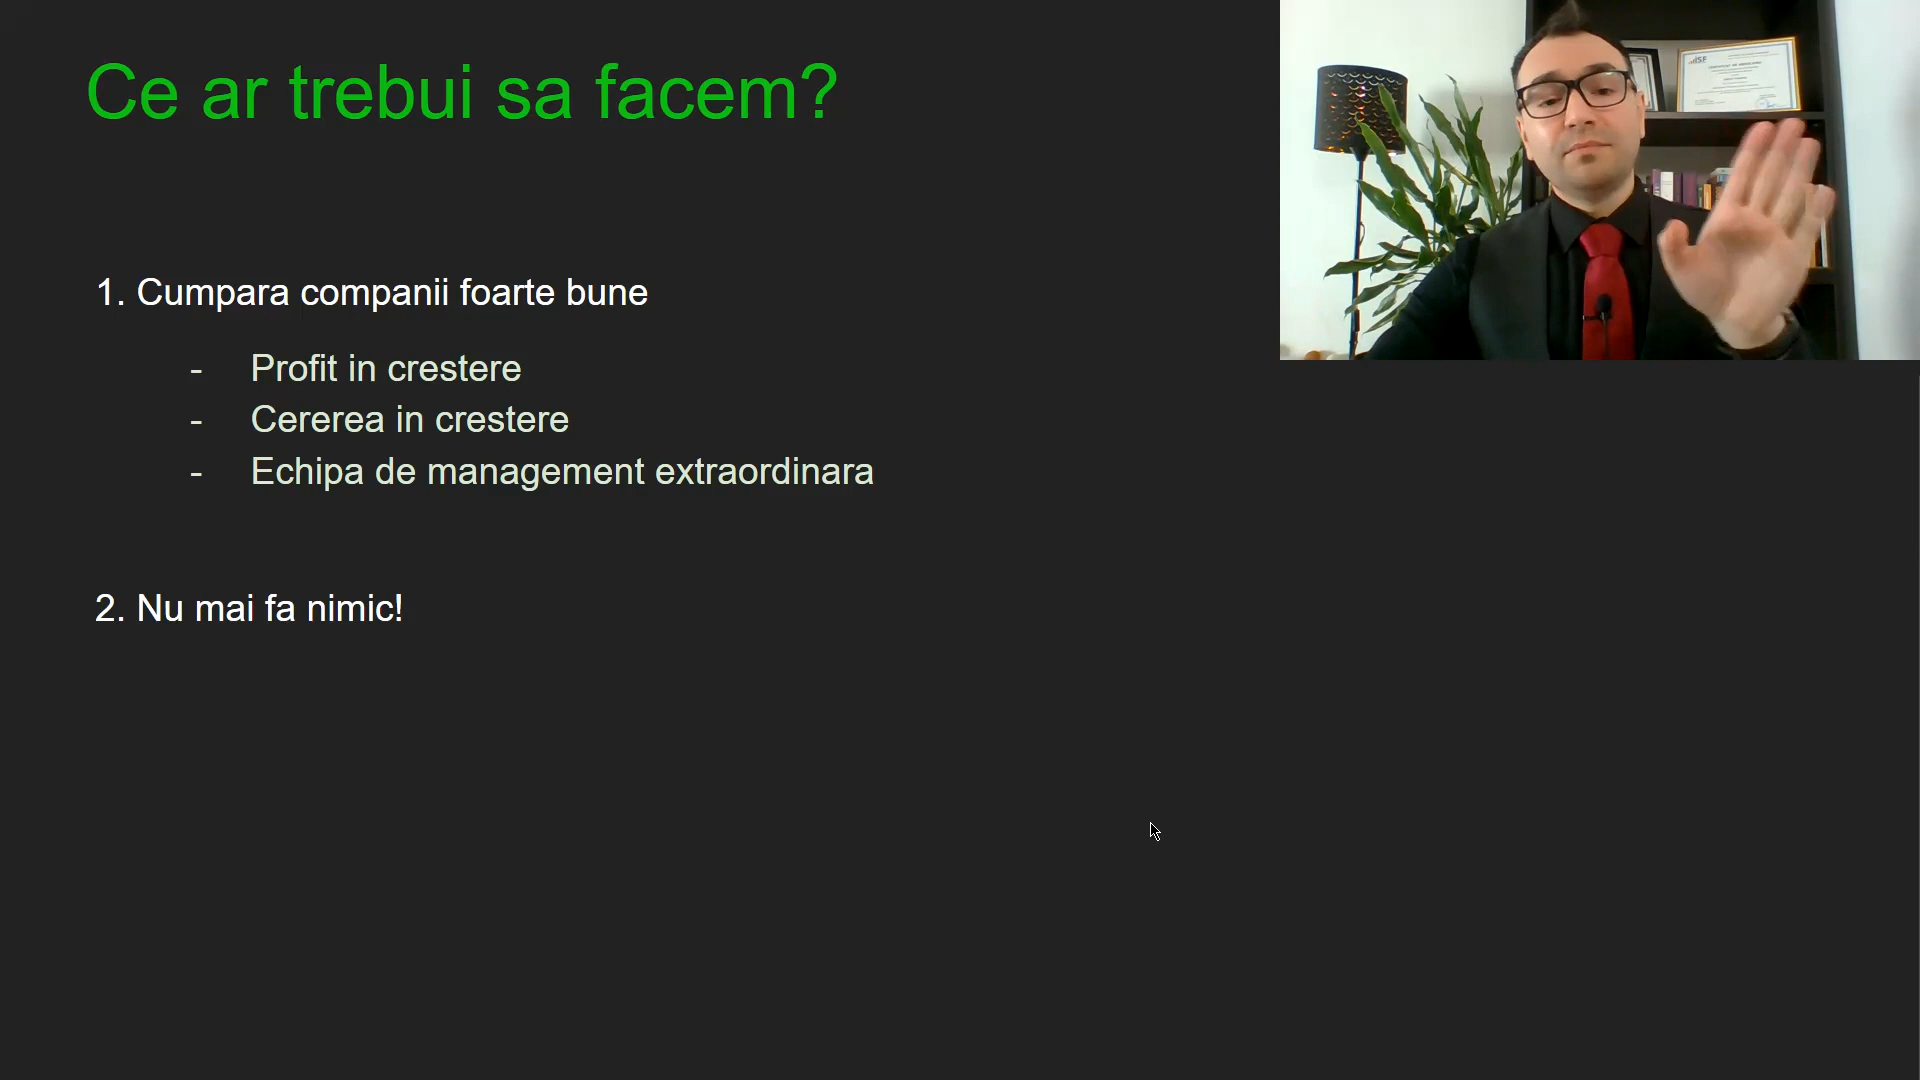 Ce ar trebui sa facem?
1. Cumpara companii foarte bune
- Profit in crestere
- Cererea in crestere
- Echipa de management extraordinara
2. Nu mai fa nimic!
ISF